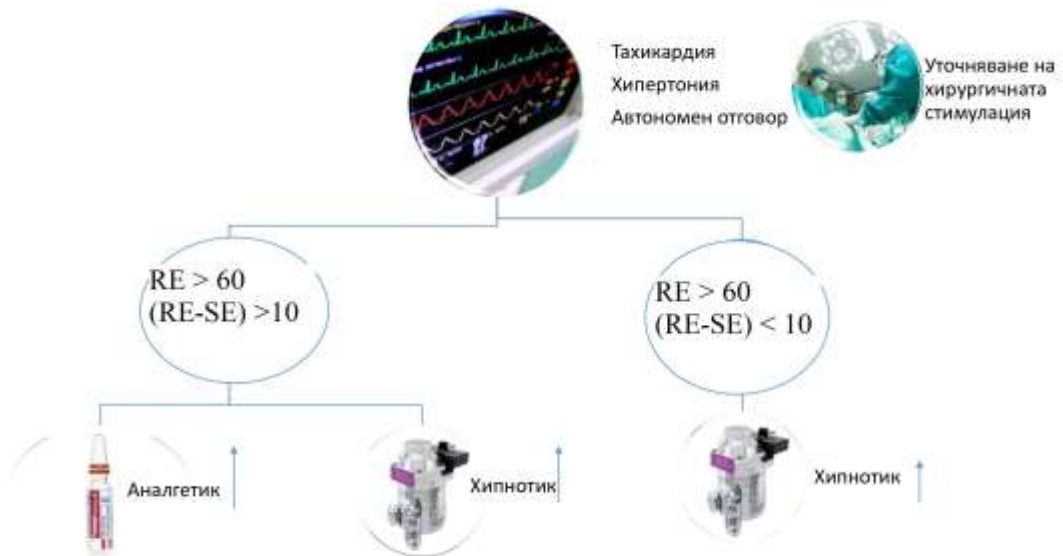 Тахикардия
Хипертония
Автономен отговор
Уточняване на
хирургичната
стимулация
RE > 60
(RE-SE) >10
RE > 60
(RE-SE) < 10
Аналгетик
Хипнотик
Хипнотик